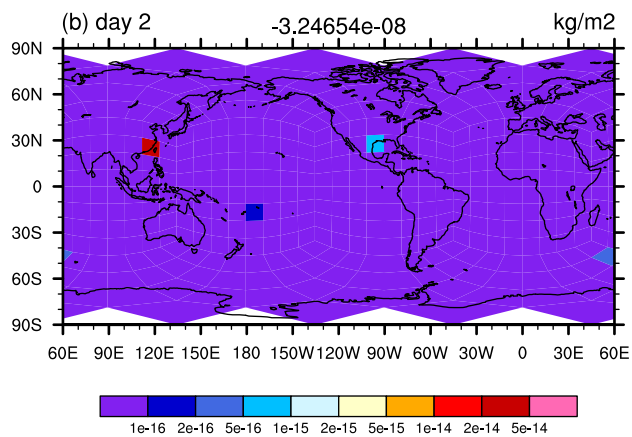 (b) day 2 -3.24654e-08 kg/m2
90N
60N
30N
0
30S
60S
90S
60E 90E 120E 150E 180 150W 120W 90W 60W 30W 0 30E 60E
1e-16 2e-16 5e-16 1e-15 2e-15 5e-15 1e-14 2e-14 5e-14